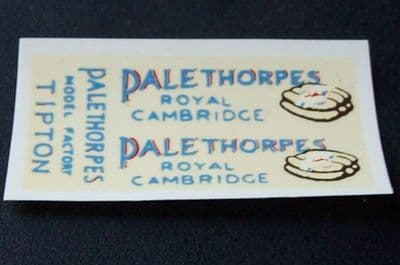 PALETHORPES
MODEL FACTORY
TIPTON
PALETHORPES
ROYAL
CAMBRIDGE
PALETHORPES
ROYAL
CAMBRIDGE